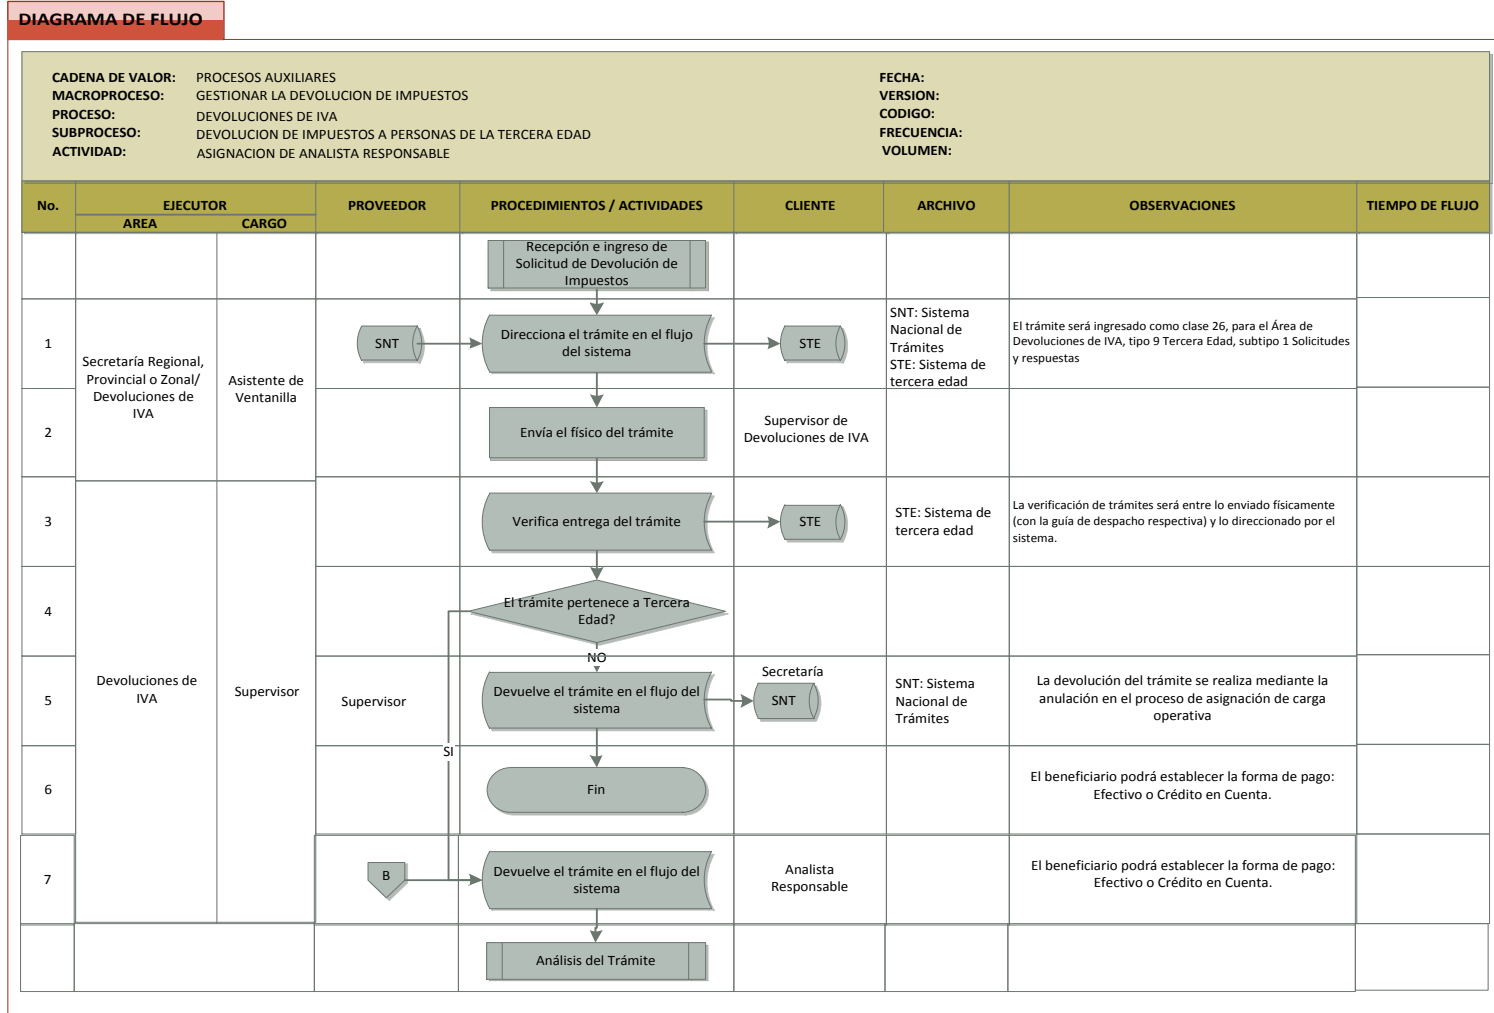 DIAGRAMA DE FLUJO
CADENA DE VALOR: PROCESOS AUXILIARES
MACROPROCESO: GESTIONAR LA DEVOLUCION DE IMPUESTOS
PROCESO: DEVOLUCIONES DE IVA
SUBPROCESO: DEVOLUCION DE IMPUESTOS A PERSONAS DE LA TERCERA EDAD
ACTIVIDAD: ASIGNACION DE ANALISTA RESPONSABLE
FECHA:
VERSION:
CODIGO:
FRECUENCIA:
VOLUMEN:
No.
EJECUTOR
AREA
CARGO
PROVEEDOR
PROCEDIMIENTOS / ACTIVIDADES
CLIENTE
ARCHIVO
OBSERVACIONES
TIEMPO DE FLUJO
Recepción e ingreso de
Solicitud de Devolución de
Impuestos
1
Secretaría Regional,
Provincial o Zonal/
Devoluciones de
IVA
Asistente de
Ventanilla
SNT
Direcciona el trámite en el flujo
del sistema
STE
SNT: Sistema
Nacional de
Trámites
STE: Sistema de
tercera edad
El trámite será ingresado como clase 26, para el Área de
Devoluciones de IVA, tipo 9 Tercera Edad, subtipo 1 Solicitudes
y respuestas
2
Envía el físico del trámite
Supervisor de
Devoluciones de IVA
3
Verifica entrega del trámite
STE
STE: Sistema de
tercera edad
La verificación de trámites será entre lo enviado físicamente
(con la guía de despacho respectiva) y lo direccionado por el
sistema.
4
El trámite pertenece a Tercera
Edad?
NO
5
Devoluciones de
IVA
Supervisor
Supervisor
Devuelve el trámite en el flujo del
sistema
Secretaría
SNT
SNT: Sistema
Nacional de
Trámites
La devolución del trámite se realiza mediante la
anulación en el proceso de asignación de carga
operativa
SI
6
Fin
El beneficiario podrá establecer la forma de pago:
Efectivo o Crédito en Cuenta.
7
B
Devuelve el trámite en el flujo del
sistema
Analista
Responsable
El beneficiario podrá establecer la forma de pago:
Efectivo o Crédito en Cuenta.
Análisis del Trámite